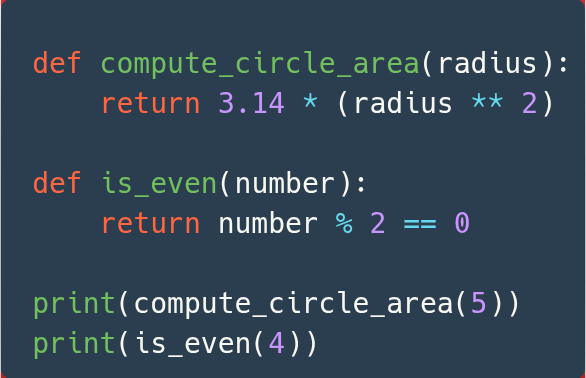 def compute_circle_area(radius):
    return 3.14 * (radius ** 2)

def is_even(number):
    return number % 2 == 0

print(compute_circle_area(5))
print(is_even(4))